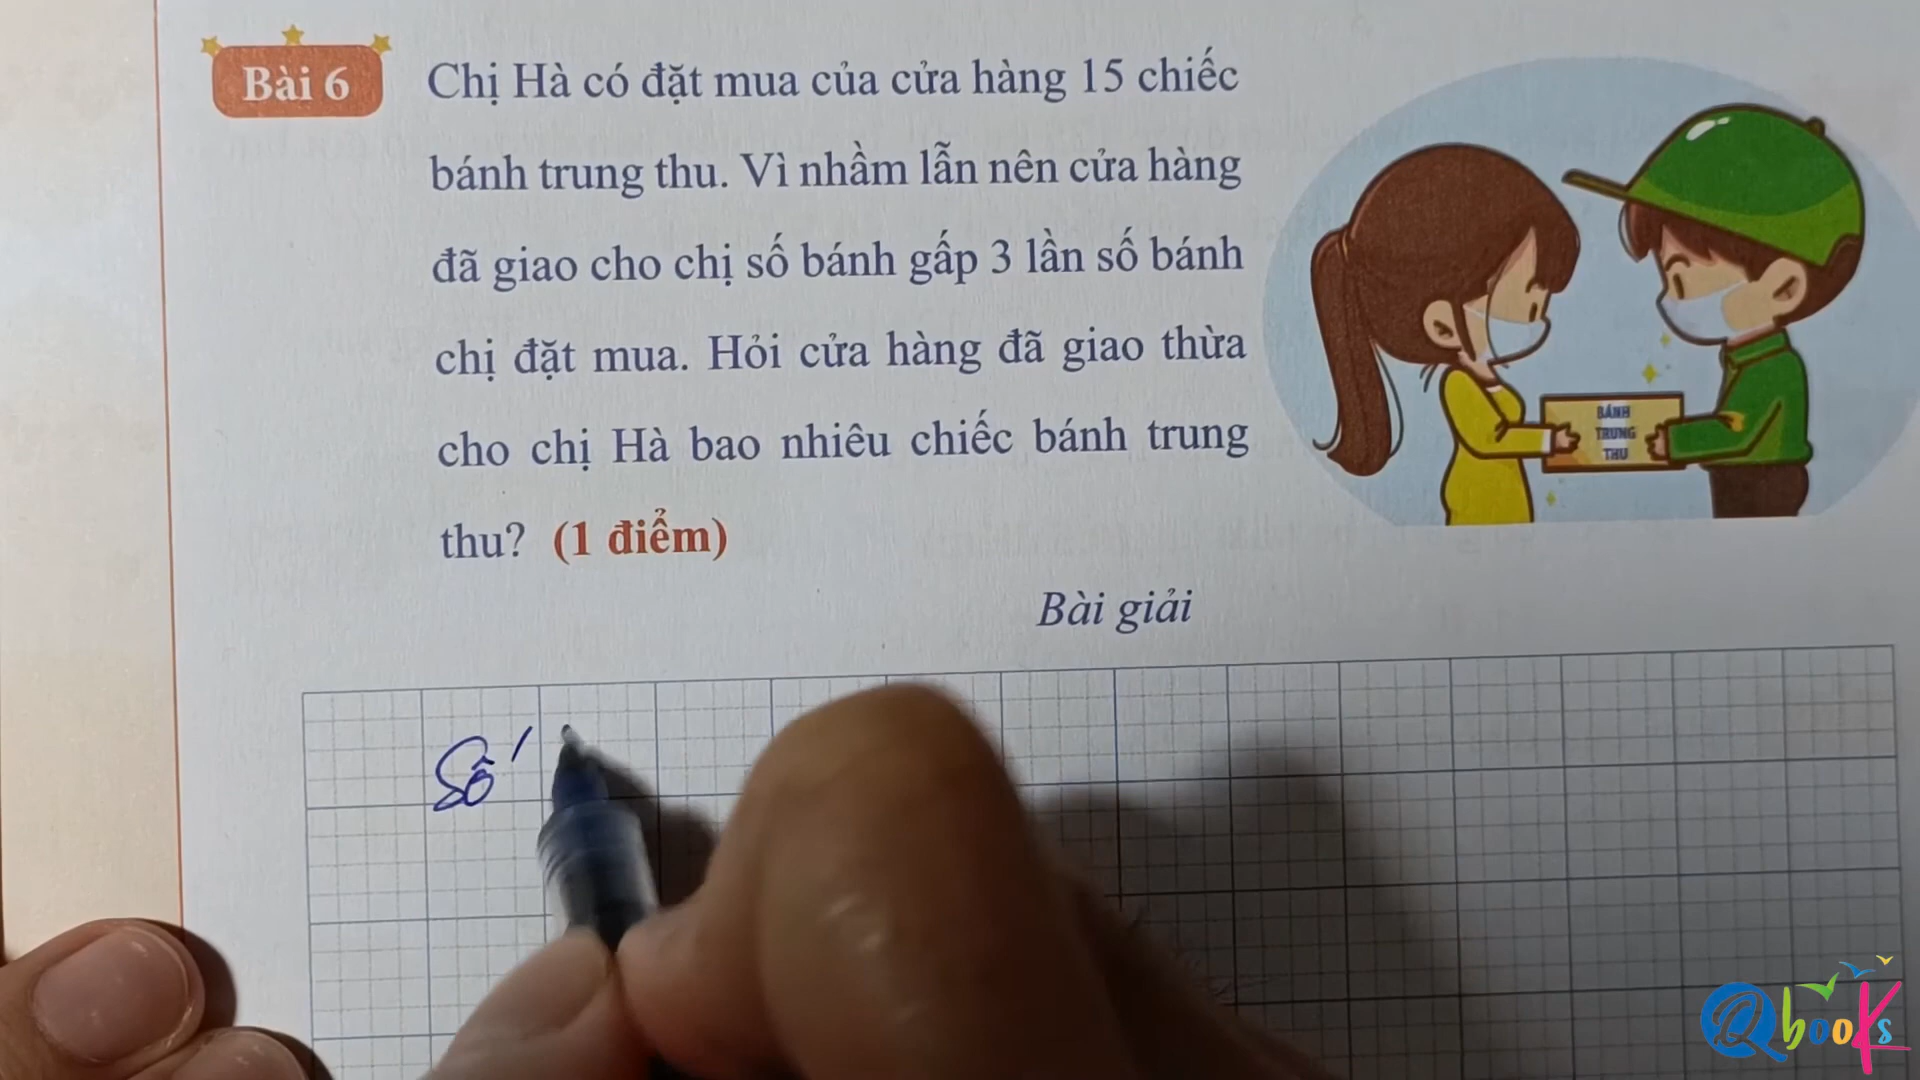 Bài 6
Chị Hà có đặt mua của cửa hàng 15 chiếc
bánh trung thu. Vì nhầm lẫn nên cửa hàng
đã giao cho chị số bánh gấp 3 lần số bánh
chị đặt mua. Hỏi cửa hàng đã giao thừa
cho chị Hà bao nhiêu chiếc bánh trung
thu? (1 điểm)
BÁNH
TRUNG
THU
Bài giải
Số
Qbooks